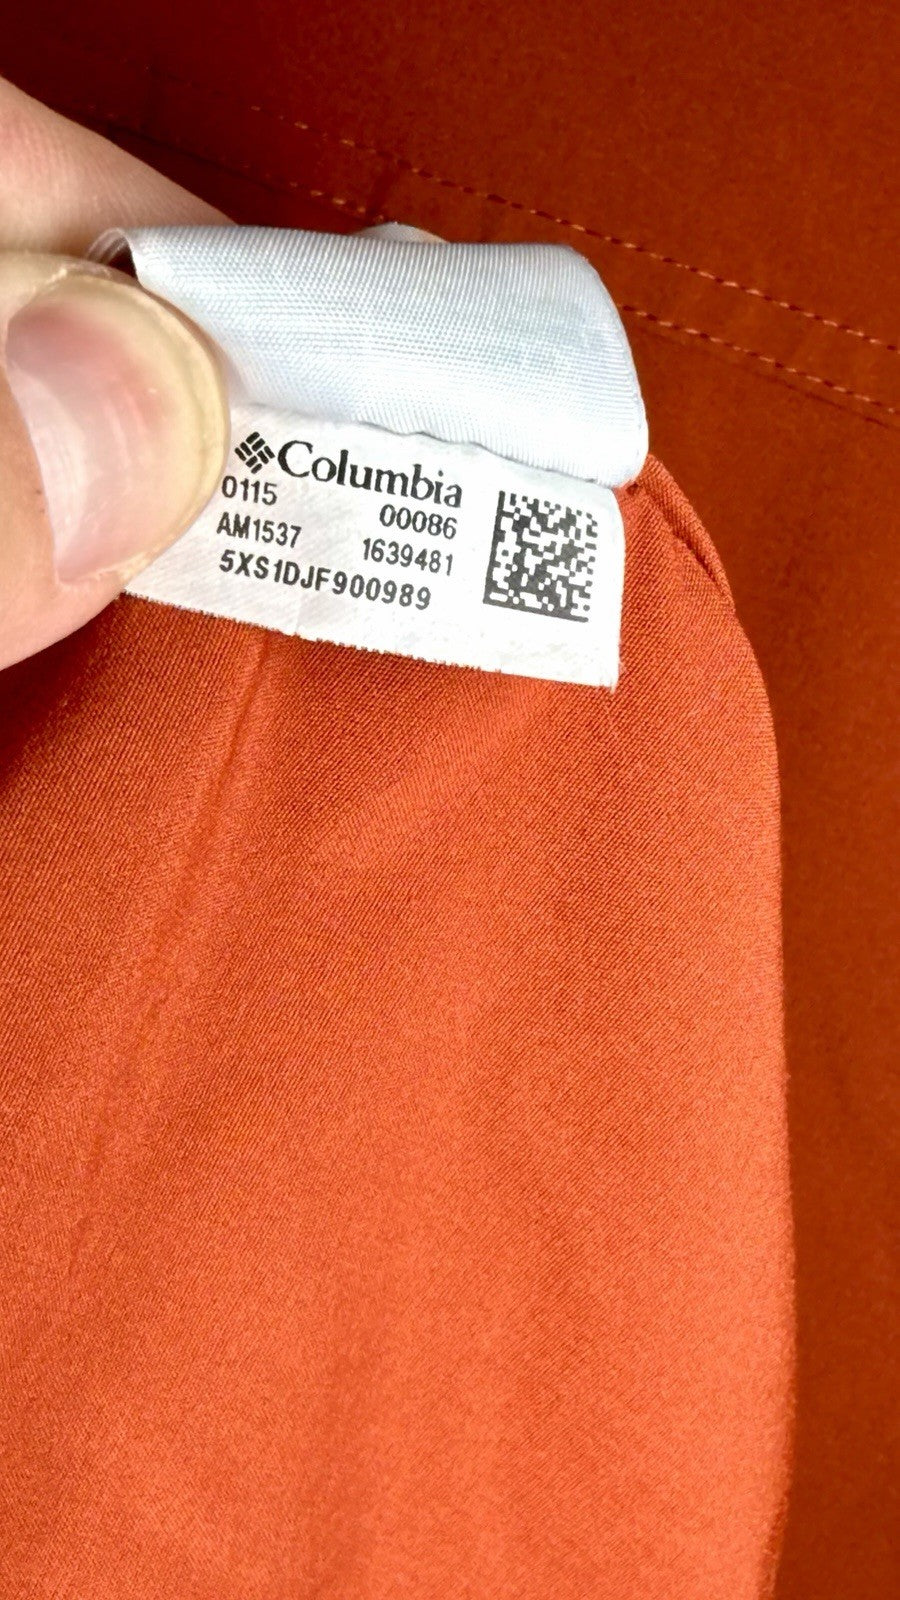 Columbia
0115 00086
AM1537 1639481
5XS1DJF900989